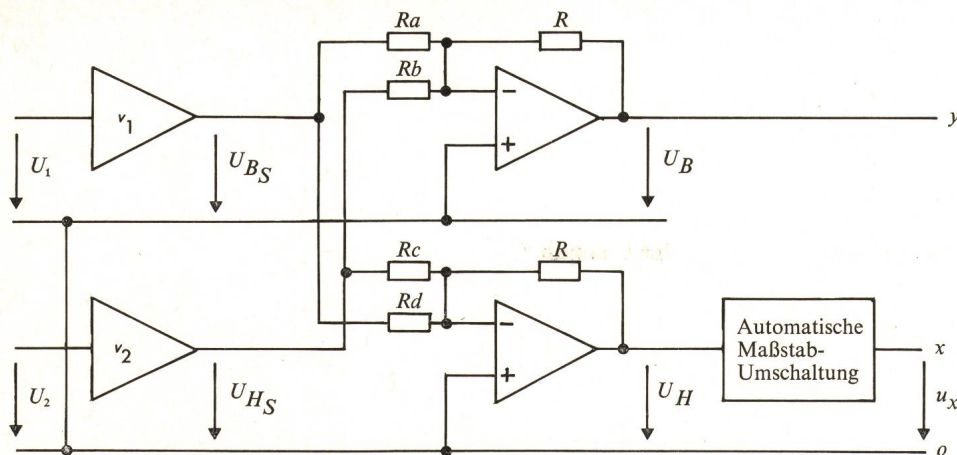 Ra
R
Rb
v1
U1
UBS
UB
y
Rc
R
Rd
v2
U2
UHS
UH
Automatische
Maßstab-
Umschaltung
x
ux
o
−
+
−
+